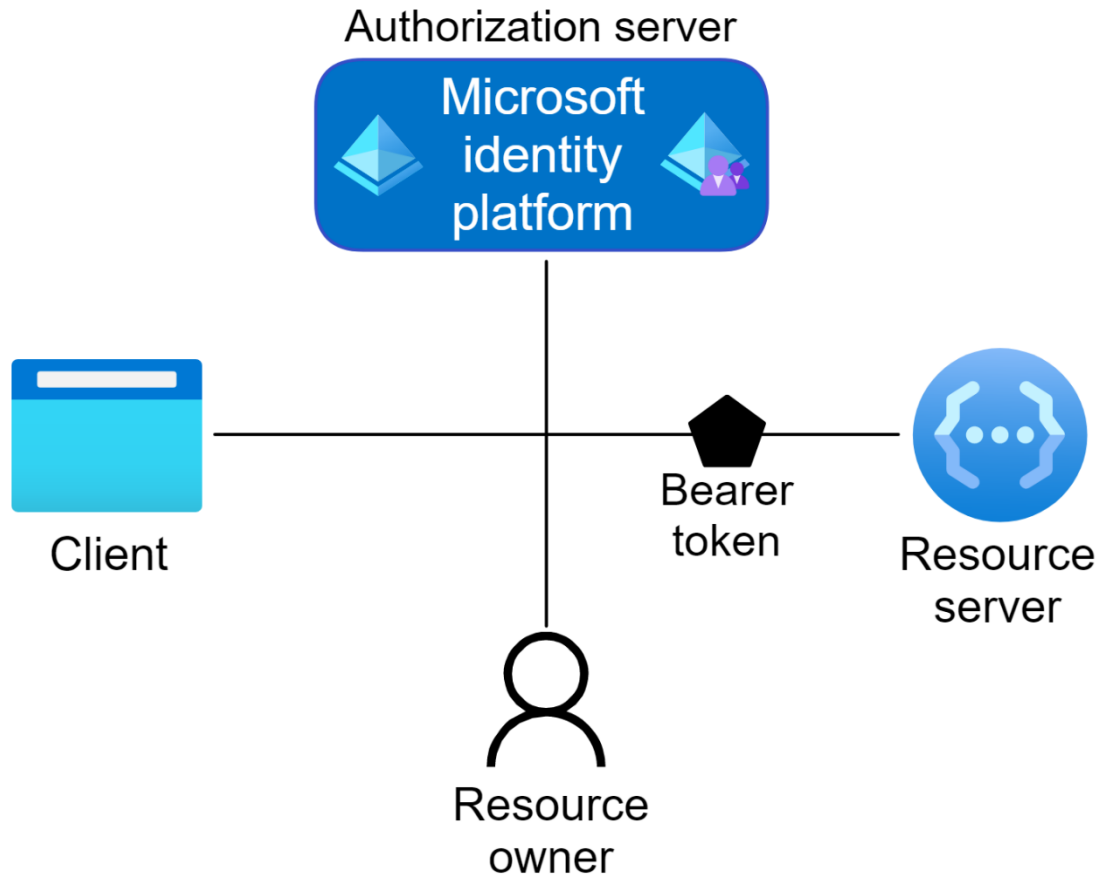 Authorization server
Microsoft
identity
platform
Bearer
token
Client
Resource
server
Resource
owner